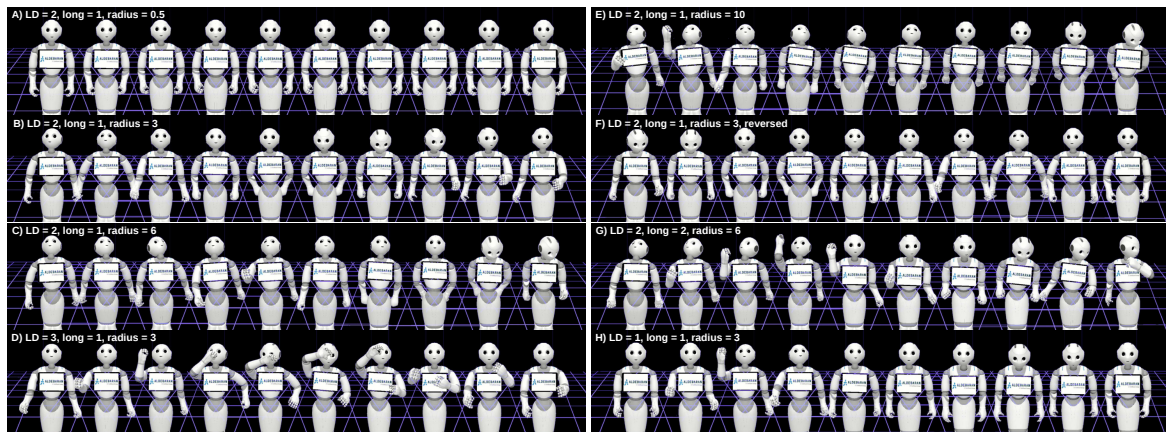 A) LD = 2, long = 1, radius = 0.5
B) LD = 2, long = 1, radius = 3
C) LD = 2, long = 1, radius = 6
D) LD = 3, long = 1, radius = 3
E) LD = 2, long = 1, radius = 10
F) LD = 2, long = 1, radius = 3, reversed
G) LD = 2, long = 2, radius = 6
H) LD = 1, long = 1, radius = 3
ALDEBARAN